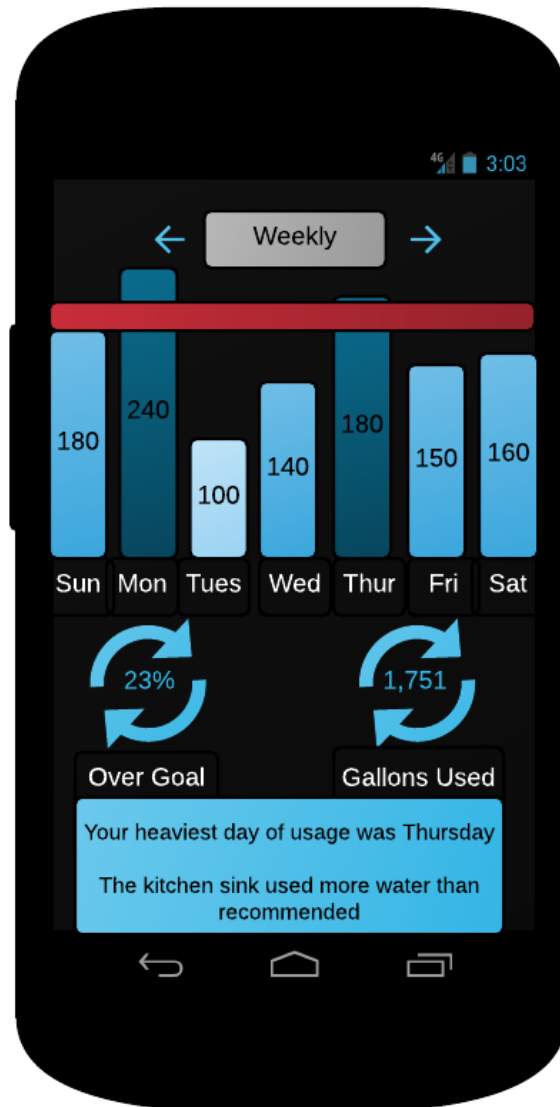 4G 3:03
Weekly
180 240 100 140 180 150 160
Sun Mon Tues Wed Thur Fri Sat
23% 1,751
Over Goal Gallons Used
Your heaviest day of usage was Thursday
The kitchen sink used more water than
recommended